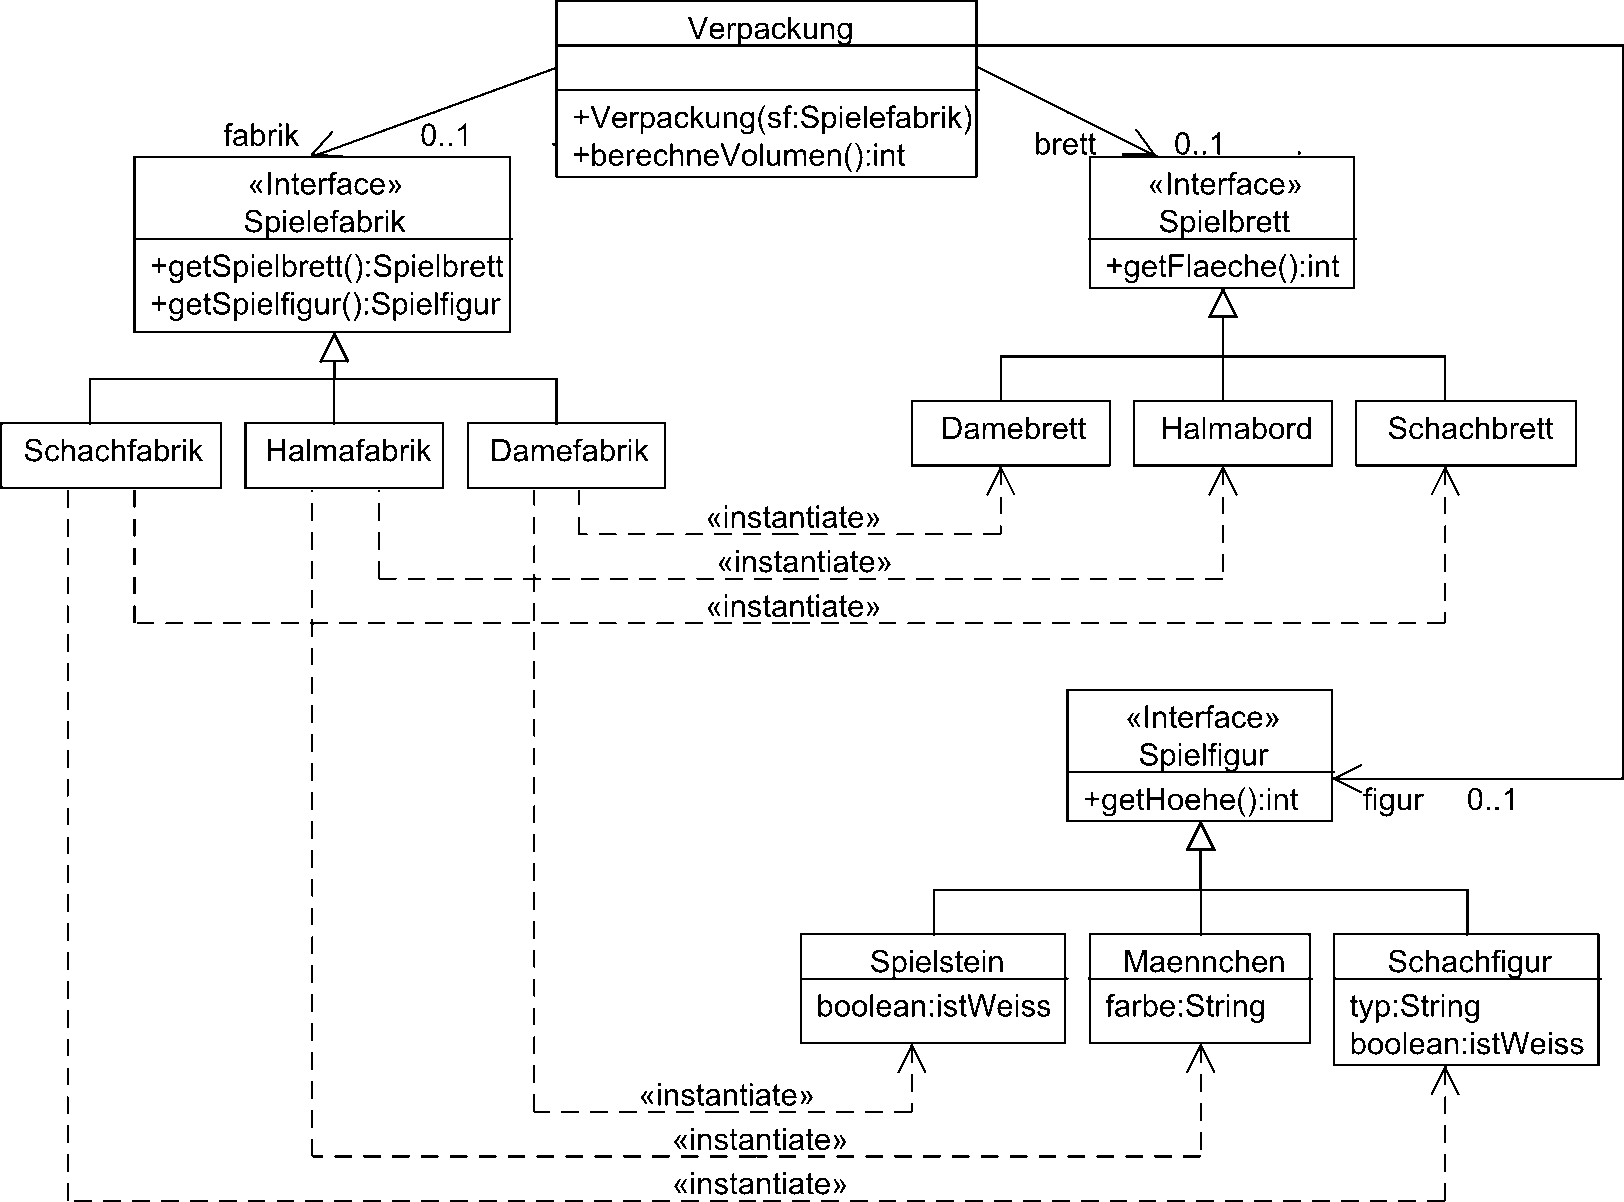 Verpackung
+Verpackung(sf:Spielefabrik)
+berechneVolumen():int
fabrik 0..1
brett 0..1
«Interface»
Spielefabrik
+getSpielbrett():Spielbrett
+getSpielfigur():Spielfigur
«Interface»
Spielbrett
+getFlaeche():int
Schachfabrik
Halmafabrik
Damefabrik
Damebrett
Halmabord
Schachbrett
«instantiate»
«instantiate»
«instantiate»
«Interface»
Spielfigur
+getHoehe():int
figur 0..1
Spielstein
boolean:istWeiss
Maennchen
farbe:String
Schachfigur
typ:String
boolean:istWeiss
«instantiate»
«instantiate»
«instantiate»